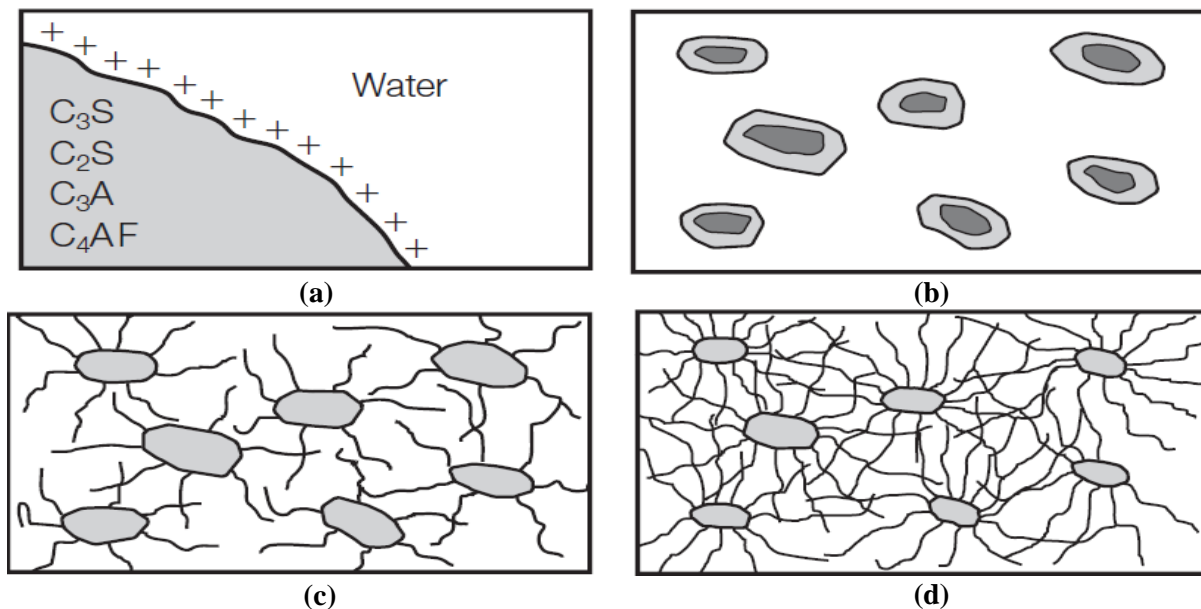 + + + + + + + + + + + + + + +
Water
C₃S
C₂S
C₃A
C₄AF
(a)
(b)
(c)
(d)